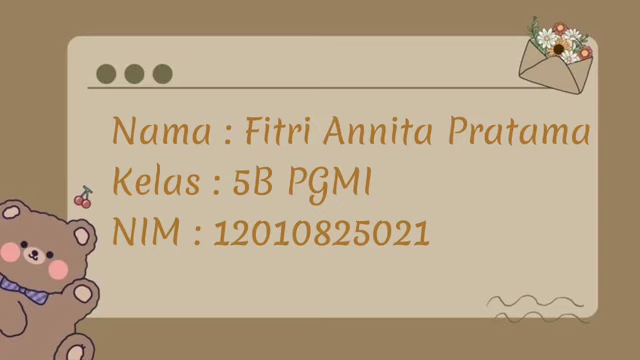 Nama : Fitri Annita Pratama
Kelas : 5B PGMI
NIM : 12010825021